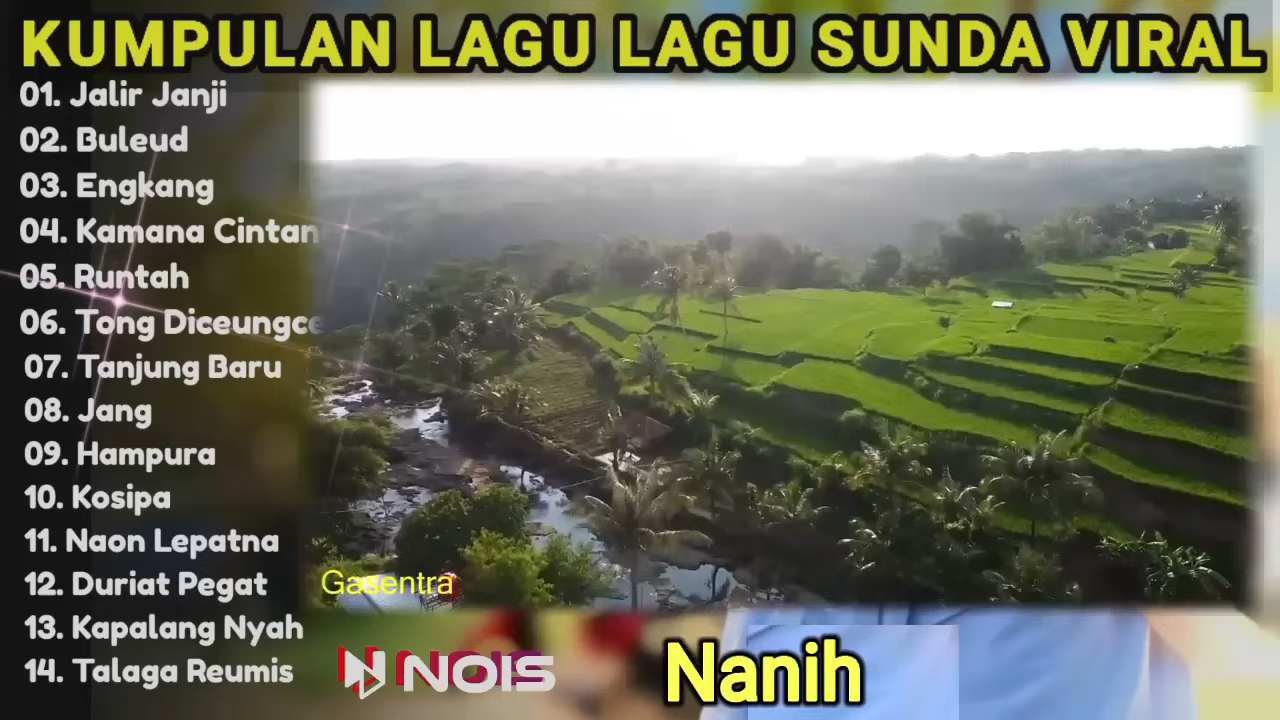 KUMPULAN LAGU LAGU SUNDA VIRAL
01. Jalir Janji
02. Buleud
03. Engkang
04. Kamana Cintan
05. Runtah
06. Tong Diceungce
07. Tanjung Baru
08. Jang
09. Hampura
10. Kosipa
11. Naon Lepatna
12. Duriat Pegat
13. Kapalang Nyah
14. Talaga Reumis
Gasentra
NOIS
Nanih